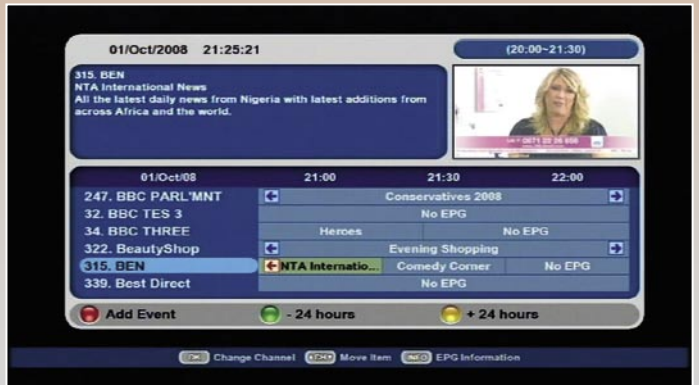 01/Oct/2008 21:25:21 (20:00~21:30)
315. BEN
NTA International News
All the latest daily news from Nigeria with latest additions from
across Africa and the world.
01/Oct/08 21:00 21:30 22:00
247. BBC PARL'MNT Conservatives 2008
32. BBC TES 3 No EPG
34. BBC THREE Heroes No EPG
322. BeautyShop Evening Shopping
315. BEN NTA Internatio... Comedy Corner No EPG
339. Best Direct No EPG
Add Event - 24 hours + 24 hours
OK Change Channel Move Item INFO EPG Information